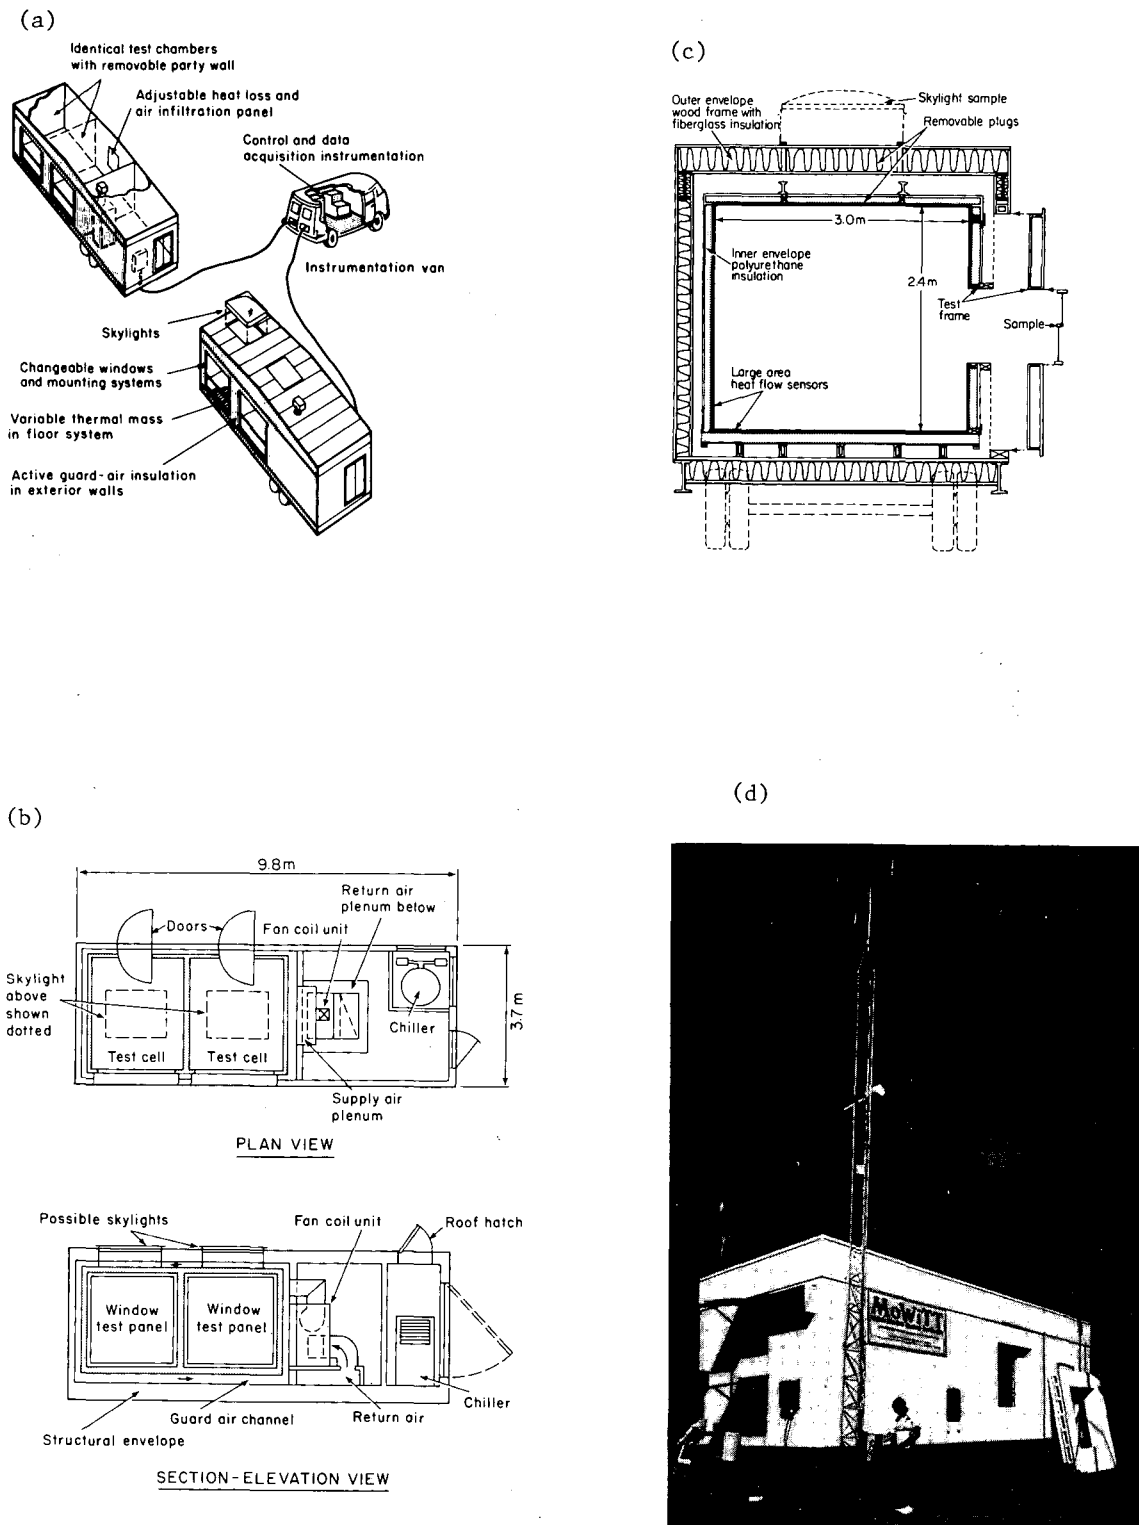 (a)
Identical test chambers
with removable party wall
Adjustable heat loss and
air infiltration panel
Control and data
acquisition instrumentation
Instrumentation van
Skylights
Changeable windows
and mounting systems
Variable thermal mass
in floor system
Active guard-air insulation
in exterior walls
(c)
Outer envelope
wood frame with
fiberglass insulation
Skylight sample
Removable plugs
3.0m
Inner envelope
polyurethane
insulation
2.4m
Test
frame
Sample
Large area
heat flow sensors
(b)
9.8m
Return air
plenum below
Doors
Fan coil unit
Skylight
above
shown
dotted
Chiller
3.7m
Test cell
Test cell
Supply air
plenum
PLAN VIEW
Possible skylights
Fan coil unit
Roof hatch
Window
test panel
Window
test panel
Chiller
Guard air channel
Return air
Structural envelope
SECTION-ELEVATION VIEW
(d)
MoWiTT